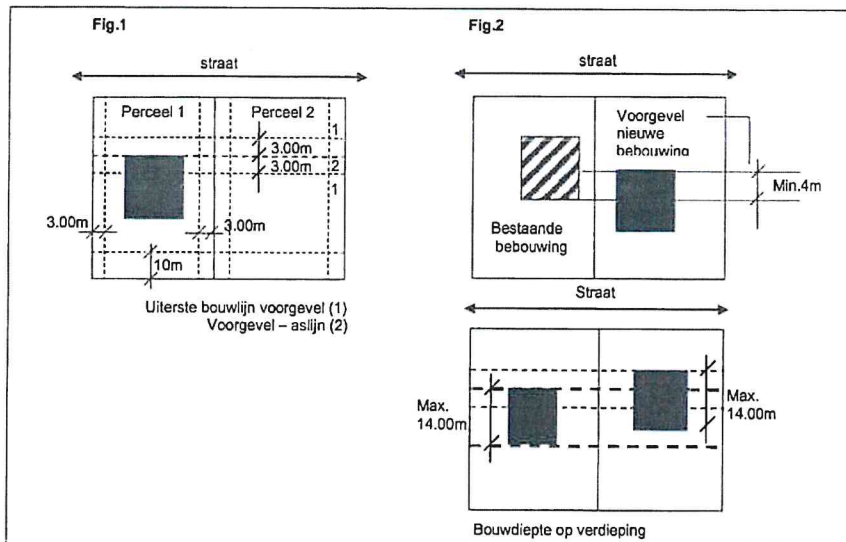 Fig.1
straat
Perceel 1
Perceel 2
1
3.00m
2
3.00m
1
3.00m
3.00m
10m
Uiterste bouwlijn voorgevel (1)
Voorgevel – aslijn (2)
Fig.2
straat
Voorgevel
nieuwe
bebouwing
Min.4m
Bestaande
bebouwing
Straat
Max.
14.00m
Max.
14.00m
Bouwdiepte op verdieping